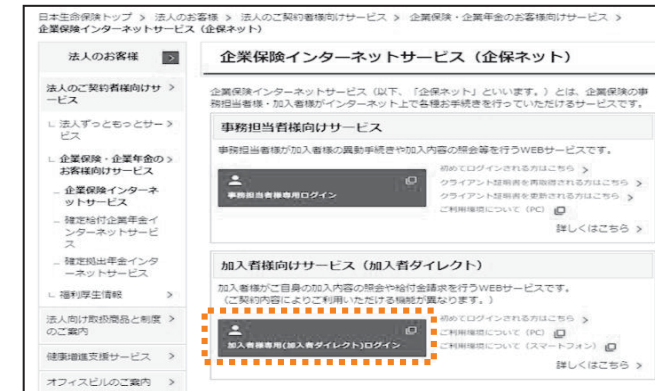 日本生命保険トップ > 法人のお客様 > 法人のご契約者様向けサービス > 企業保険・企業年金のお客様向けサービス >
企業保険インターネットサービス（企保ネット）
法人のお客様
法人のご契約者様向けサ
ービス
法人ずっともっとサー
ビス
企業保険・企業年金の
お客様向けサービス
企業保険インターネ
ットサービス
確定給付企業年金イ
ンターネットサービ
ス
確定拠出年金インタ
ーネットサービス
福利厚生情報
法人向け取扱商品と制度
のご案内
健康増進支援サービス
オフィスビルのご案内
企業保険インターネットサービス（企保ネット）
企業保険インターネットサービス（以下、「企保ネット」といいます。）とは、企業保険の事
務担当者様・加入者様がインターネット上で各種お手続きを行っていただけるサービスです。
事務担当者様向けサービス
事務担当者様が加入者様の異動手続きや加入内容の照会等を行うWEBサービスです。
事務担当者様専用ログイン
初めてログインされる方はこちら >
クライアント証明書を再取得される方はこちら >
クライアント証明書を更新される方はこちら >
ご利用環境について（PC）
詳しくはこちら >
加入者様向けサービス（加入者ダイレクト）
加入者様がご自身の加入内容の照会や給付金請求を行うWEBサービスです。
（ご契約内容によりご利用いただける機能が異なります。）
加入者様専用(加入者ダイレクト)ログイン
初めてログインされる方はこちら >
ご利用環境について（PC）
ご利用環境について（スマートフォン）
詳しくはこちら >